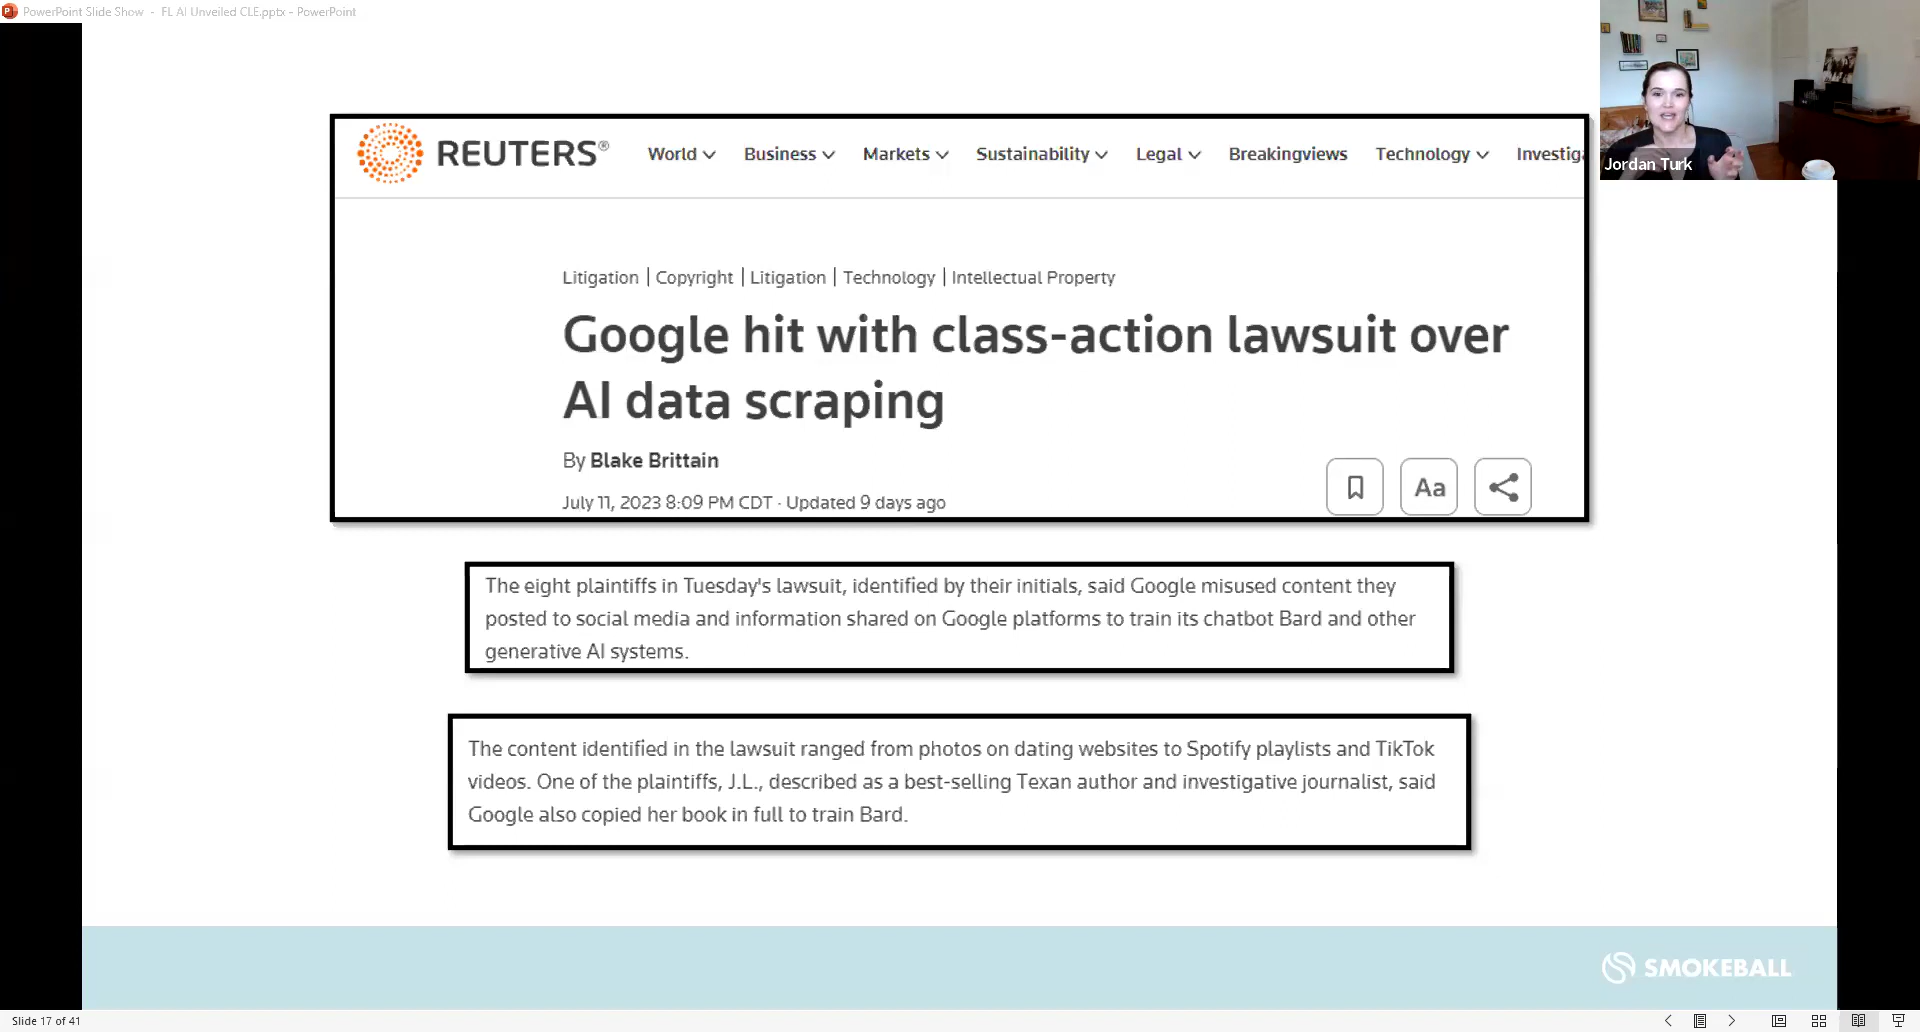 PowerPoint Slide Show - FL AI Unveiled CLE.pptx - PowerPoint
Jordan Turk
REUTERS®
World Business Markets Sustainability Legal Breakingviews Technology Investiga
Litigation | Copyright | Litigation | Technology | Intellectual Property
Google hit with class-action lawsuit over
AI data scraping
By Blake Brittain
July 11, 2023 8:09 PM CDT · Updated 9 days ago
Aa
The eight plaintiffs in Tuesday's lawsuit, identified by their initials, said Google misused content they
posted to social media and information shared on Google platforms to train its chatbot Bard and other
generative AI systems.
The content identified in the lawsuit ranged from photos on dating websites to Spotify playlists and TikTok
videos. One of the plaintiffs, J.L., described as a best-selling Texan author and investigative journalist, said
Google also copied her book in full to train Bard.
SMOKEBALL
Slide 17 of 41